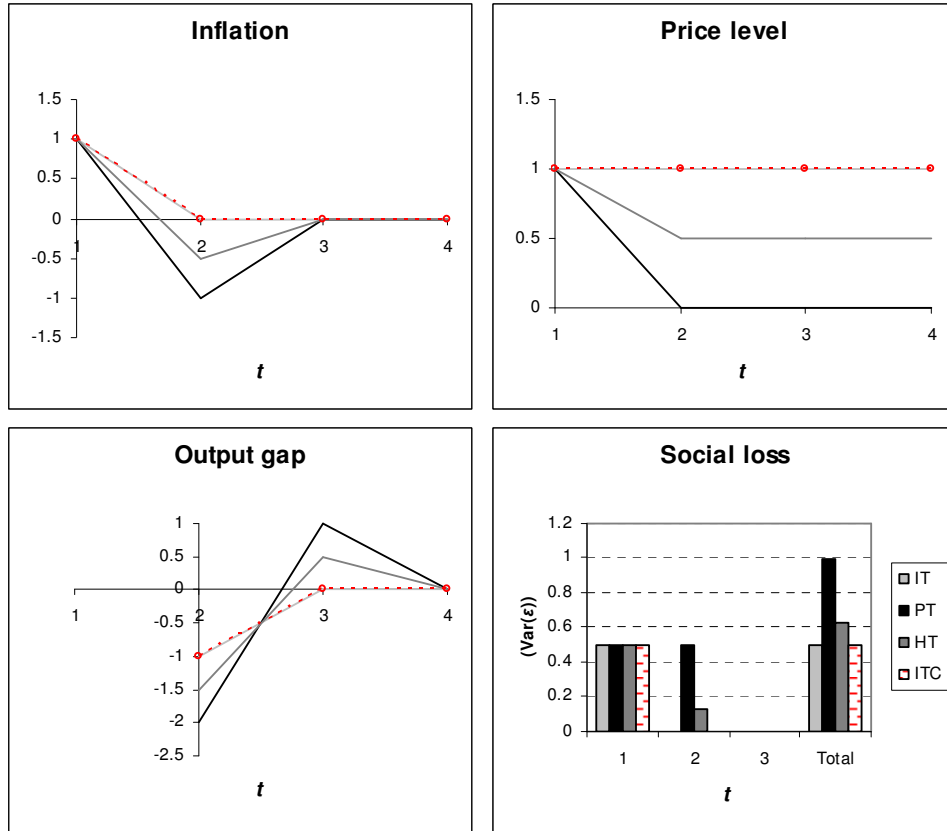 Inflation
1.5
1
0.5
0
-0.5
-1
-1.5
1
2
3
4
t
Price level
1.5
1
0.5
0
1
2
3
4
t
Output gap
1
0.5
0
-0.5
-1
-1.5
-2
-2.5
1
2
3
4
t
Social loss
(Var(ε))
1.2
1
0.8
0.6
0.4
0.2
0
1
2
3
Total
t
IT
PT
HT
ITC